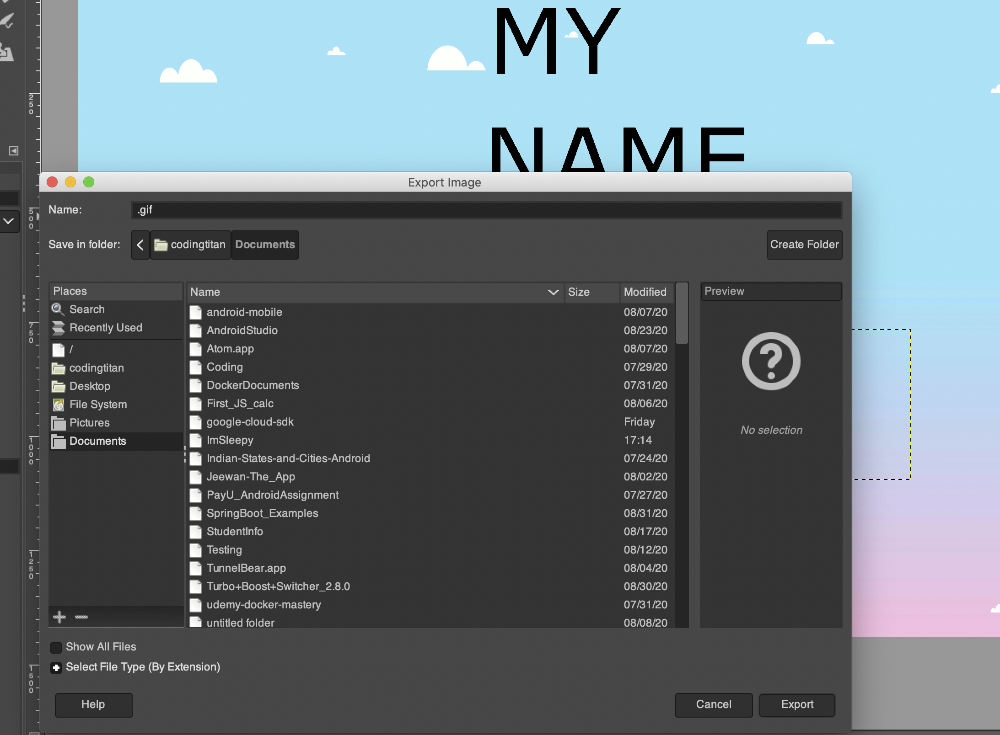 MY
NAME
Export Image
Name:
.gif
Save in folder:
codingtitan
Documents
Create Folder
Places
Search
Recently Used
/
codingtitan
Desktop
File System
Pictures
Documents
Name Size Modified
android-mobile 08/07/20
AndroidStudio 08/23/20
Atom.app 08/07/20
Coding 07/29/20
DockerDocuments 07/31/20
First_JS_calc 08/06/20
google-cloud-sdk Friday
ImSleepy 17:14
Indian-States-and-Cities-Android 07/24/20
Jeewan-The_App 08/02/20
PayU_AndroidAssignment 07/27/20
SpringBoot_Examples 08/31/20
StudentInfo 08/17/20
Testing 08/12/20
TunnelBear.app 08/04/20
Turbo+Boost+Switcher_2.8.0 08/30/20
udemy-docker-mastery 07/31/20
untitled folder 08/08/20
Preview
No selection
Show All Files
Select File Type (By Extension)
Help
Cancel
Export
250
500
750
1000
1250
1500